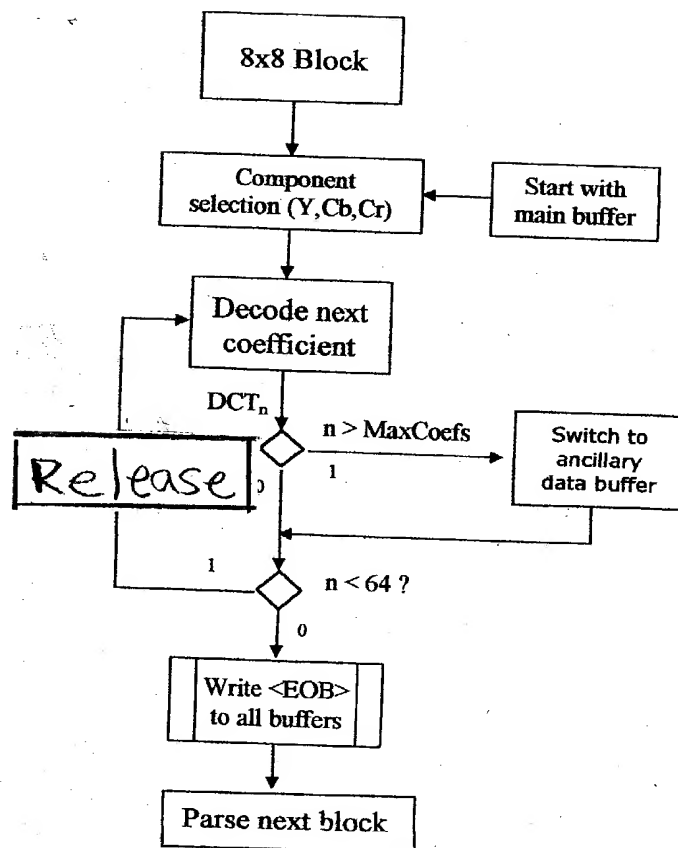 8x8 Block
Component
selection (Y,Cb,Cr)
Start with
main buffer
Decode next
coefficient
DCTn
n > MaxCoefs
Switch to
ancillary
data buffer
Release
0
1
1
n < 64 ?
0
Write <EOB>
to all buffers
Parse next block